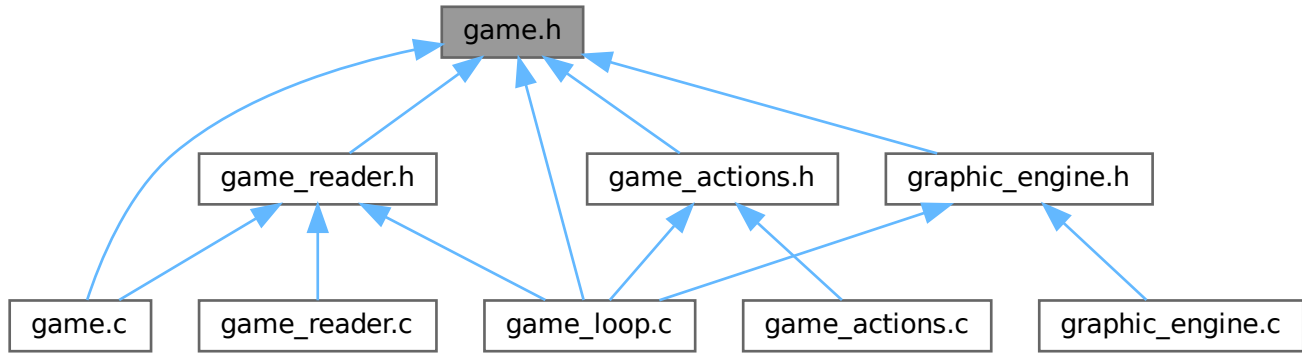 game.h
game_reader.h
game_actions.h
graphic_engine.h
game.c
game_reader.c
game_loop.c
game_actions.c
graphic_engine.c